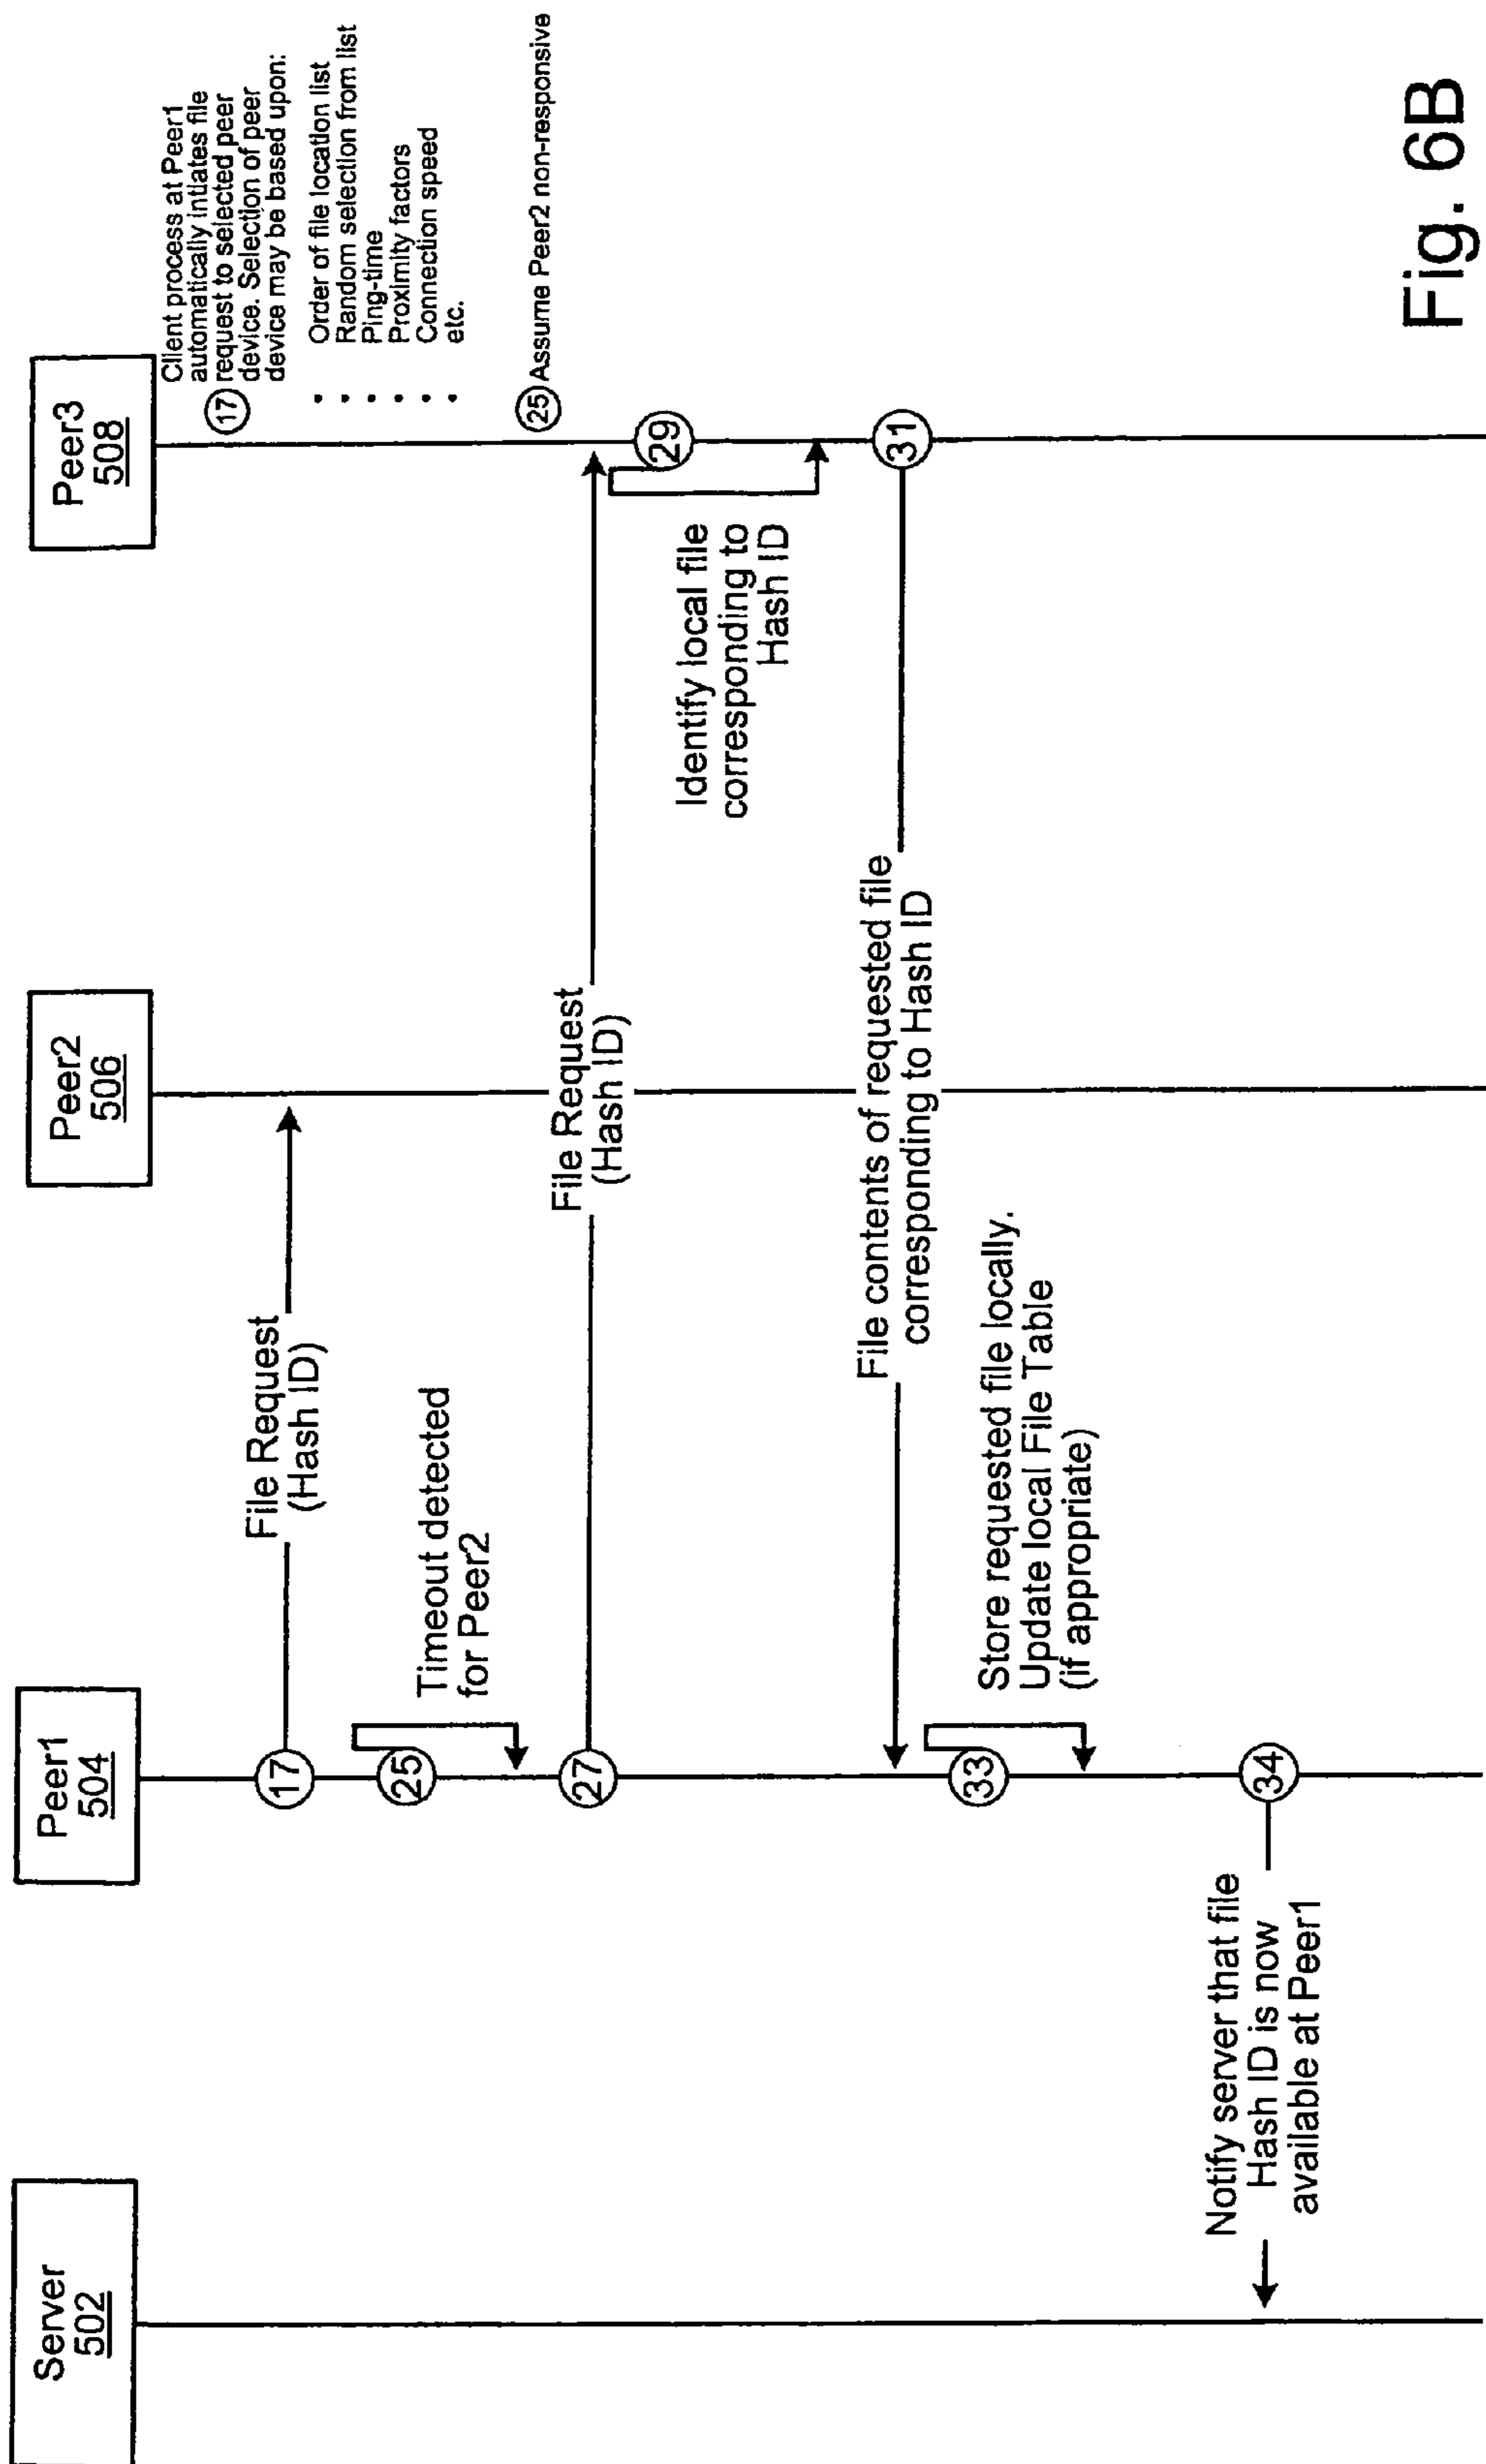 Server
502
Peer1
504
Peer2
506
Peer3
508
17
Client process at Peer1
automatically intiates file
request to selected peer
device. Selection of peer
device may be based upon:
• Order of file location list
• Random selection from list
• Ping-time
• Proximity factors
• Connection speed
• etc.
25
Assume Peer2 non-responsive
17
File Request
(Hash ID)
25
Timeout detected
for Peer2
27
File Request
(Hash ID)
29
Identify local file
corresponding to
Hash ID
31
File contents of requested file
corresponding to Hash ID
33
Store requested file locally.
Update local File Table
(if appropriate)
34
Notify server that file
Hash ID is now
available at Peer1
Fig. 6B